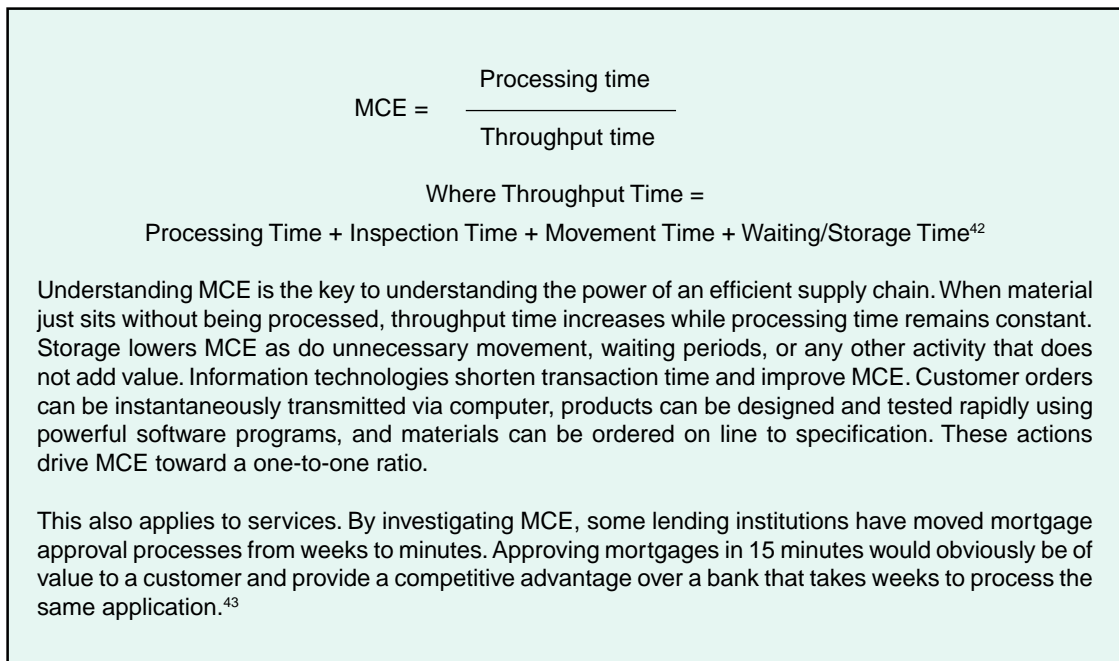 Processing time
MCE =
Throughput time
Where Throughput Time =
Processing Time + Inspection Time + Movement Time + Waiting/Storage Time42
Understanding MCE is the key to understanding the power of an efficient supply chain. When material
just sits without being processed, throughput time increases while processing time remains constant.
Storage lowers MCE as do unnecessary movement, waiting periods, or any other activity that does
not add value. Information technologies shorten transaction time and improve MCE. Customer orders
can be instantaneously transmitted via computer, products can be designed and tested rapidly using
powerful software programs, and materials can be ordered on line to specification. These actions
drive MCE toward a one-to-one ratio.
This also applies to services. By investigating MCE, some lending institutions have moved mortgage
approval processes from weeks to minutes. Approving mortgages in 15 minutes would obviously be of
value to a customer and provide a competitive advantage over a bank that takes weeks to process the
same application.43